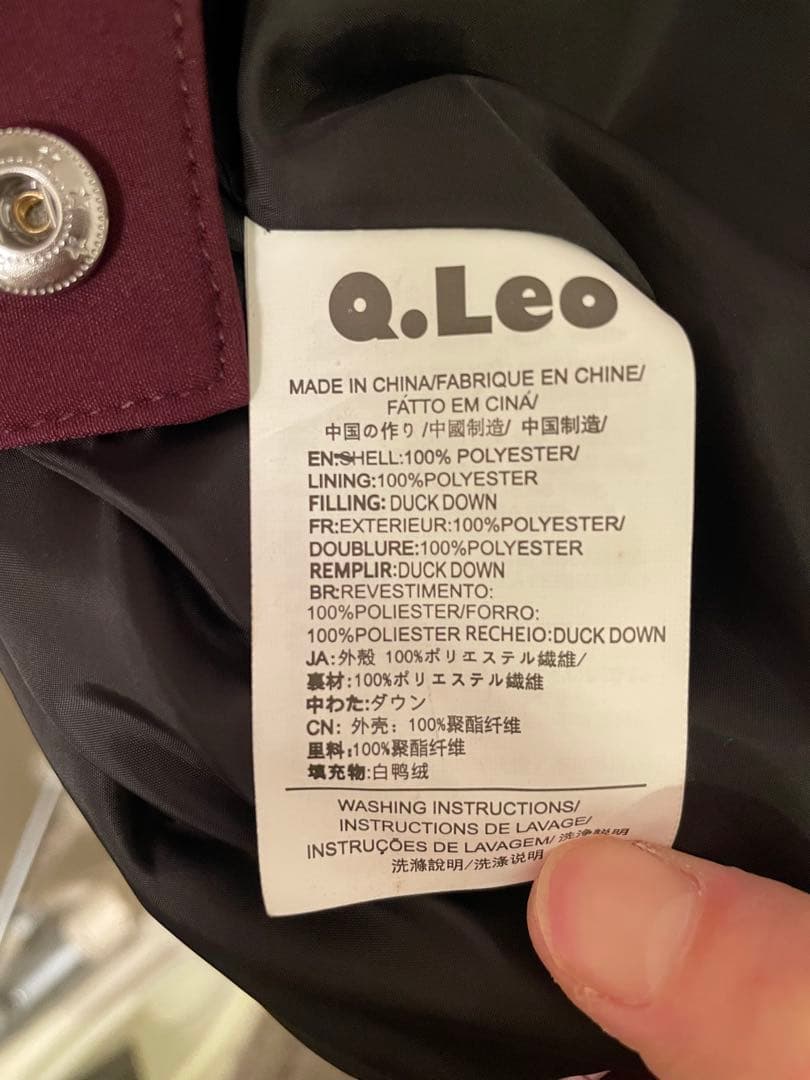 Q.Leo
MADE IN CHINA/FABRIQUE EN CHINE/
FÁTTO EM CINÁ/
中国の作り /中國制造/ 中国制造/
EN:SHELL:100% POLYESTER/
LINING:100%POLYESTER
FILLING: DUCK DOWN
FR:EXTERIEUR:100%POLYESTER/
DOUBLURE:100%POLYESTER
REMPLIR:DUCK DOWN
BR:REVESTIMENTO:
100%POLIESTER/FORRO:
100%POLIESTER RECHEIO:DUCK DOWN
JA:外殻 100%ポリエステル繊維/
裏材:100%ポリエステル繊維
中わた:ダウン
CN: 外壳: 100%聚酯纤维
里料:100%聚酯纤维
填充物:白鸭绒
WASHING INSTRUCTIONS/
INSTRUCTIONS DE LAVAGE/
INSTRUÇÕES DE LAVAGEM/ 洗浄説明
洗滌說明/洗涤说明